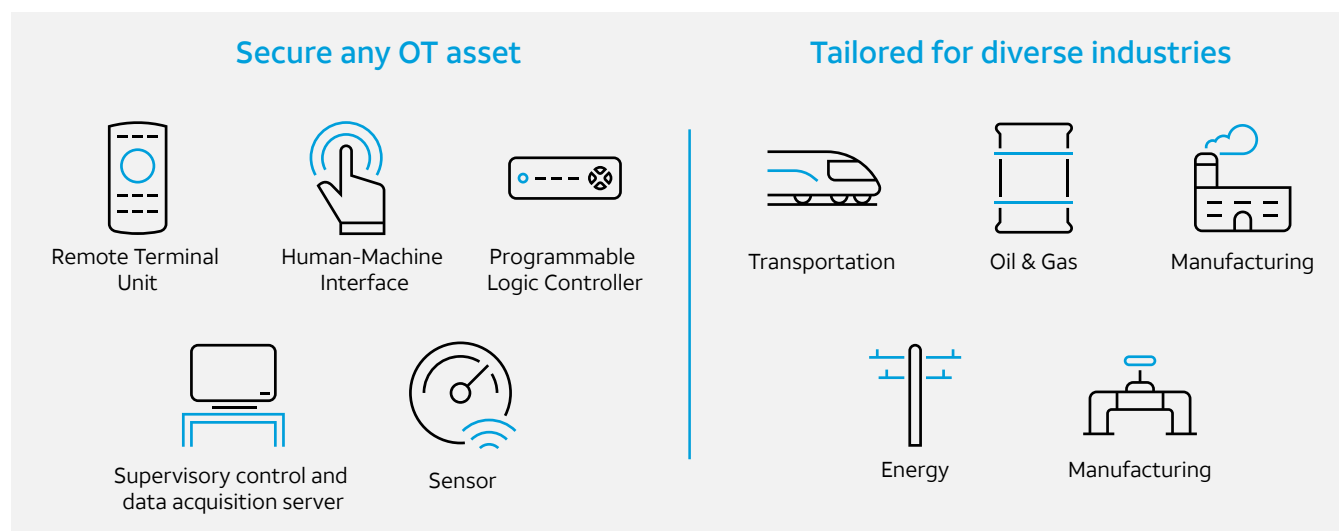 Secure any OT asset
Remote Terminal
Unit
Human-Machine
Interface
Programmable
Logic Controller
Supervisory control and
data acquisition server
Sensor
Tailored for diverse industries
Transportation
Oil & Gas
Manufacturing
Energy
Manufacturing